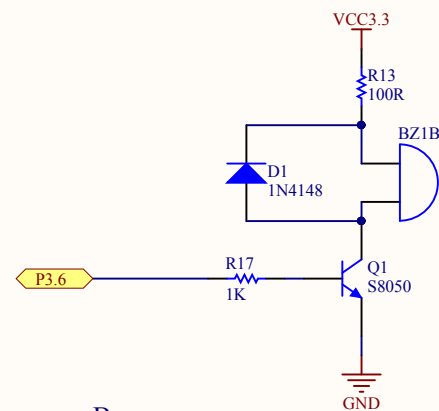 VCC3.3
R13
100R
BZ1B
D1
1N4148
R17
1K
Q1
S8050
P3.6
GND